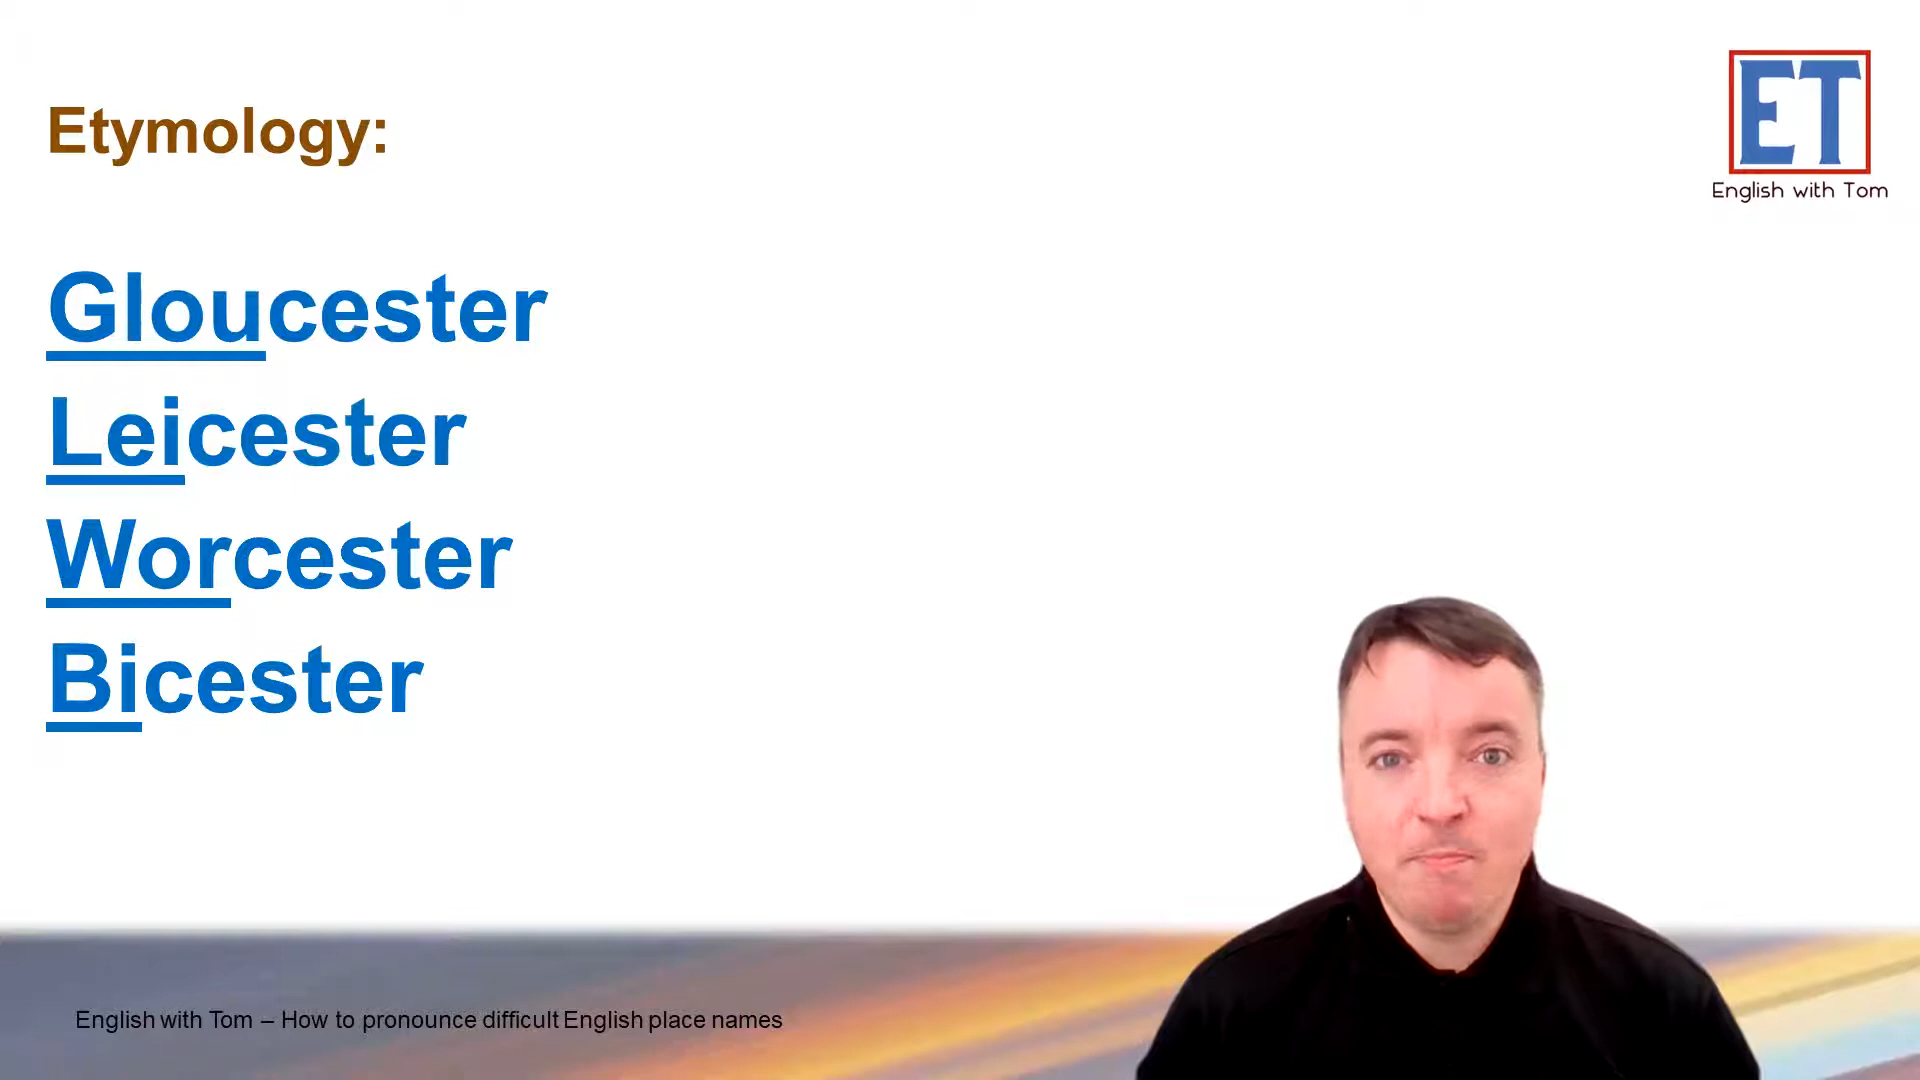 Etymology:
ET
English with Tom
Gloucester
Leicester
Worcester
Bicester
English with Tom – How to pronounce difficult English place names